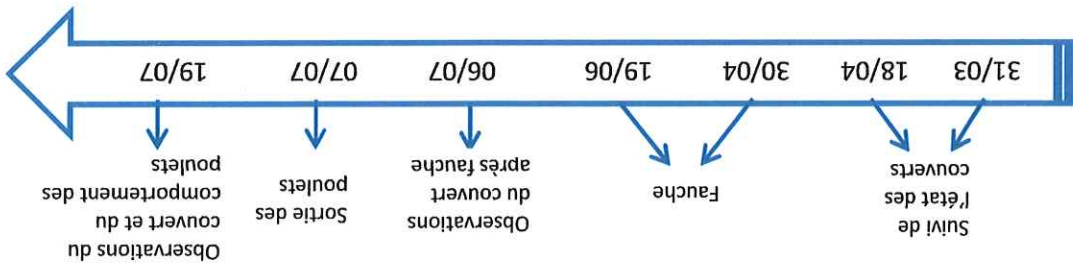 31/03
18/04
30/04
19/06
06/07
07/07
19/07
Suivi de
l'état des
couverts
Fauche
Observations
du couvert
après fauche
Sortie des
poulets
Observations du
couvert et du
comportement des
poulets